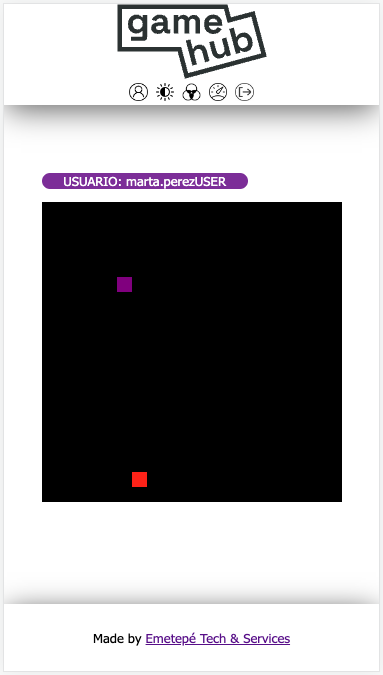 game
hub
USUARIO: marta.perezUSER
Made by Emetepé Tech & Services